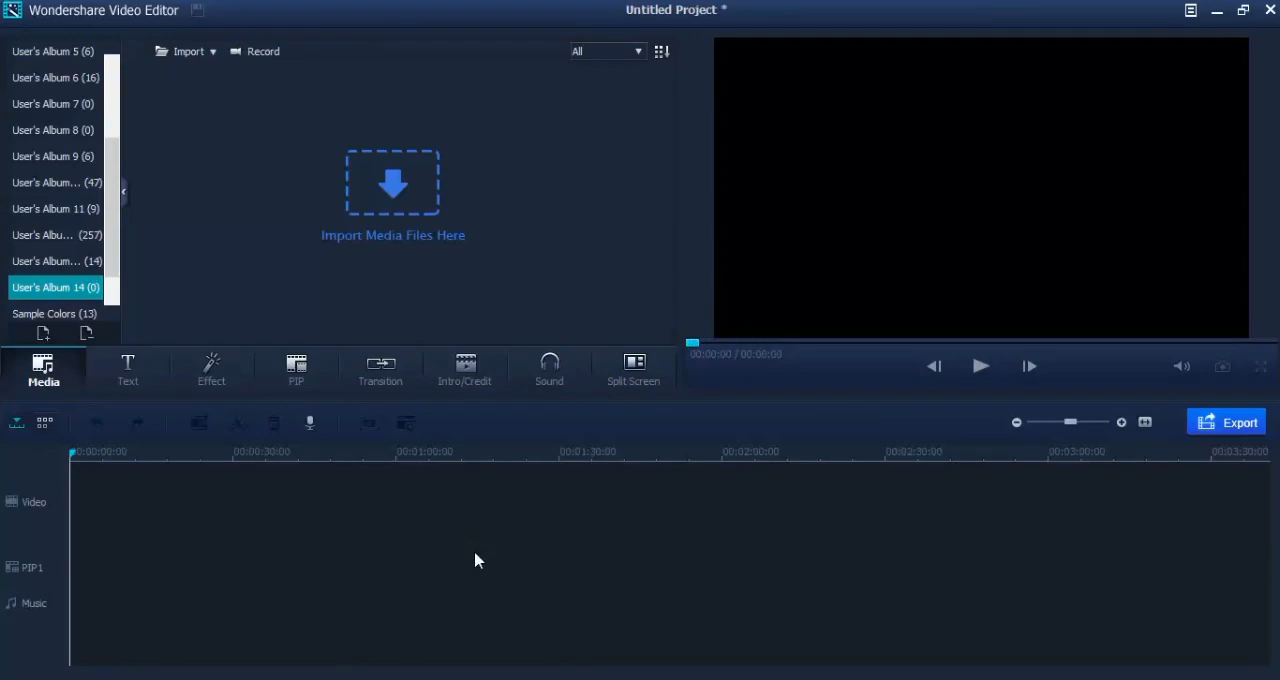 Wondershare Video Editor
Untitled Project *
User's Album 5 (6)
User's Album 6 (16)
User's Album 7 (0)
User's Album 8 (0)
User's Album 9 (6)
User's Album... (47)
User's Album 11 (9)
User's Albu... (257)
User's Album... (14)
User's Album 14 (0)
Sample Colors (13)
Import
Record
All
Import Media Files Here
00:00:00 / 00:00:00
Media
Text
Effect
PIP
Transition
Intro/Credit
Sound
Split Screen
Export
00:00:00:00 00:00:30:00 00:01:00:00 00:01:30:00 00:02:00:00 00:02:30:00 00:03:00:00 00:03:30:00
Video
PIP1
Music